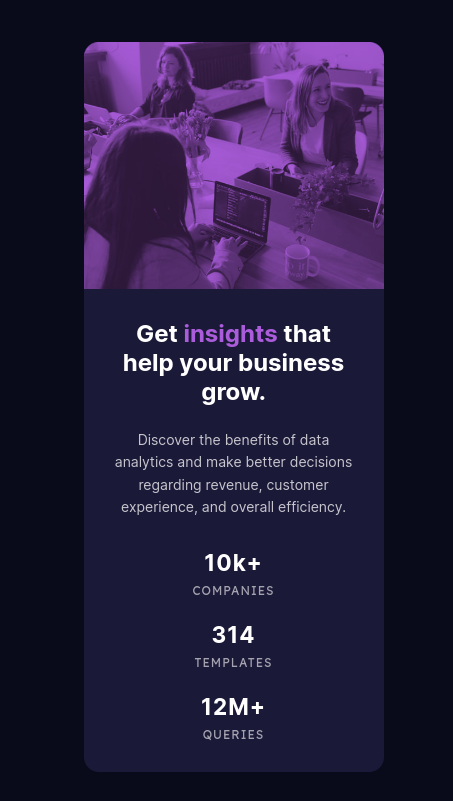 Get insights that
help your business
grow.
Discover the benefits of data
analytics and make better decisions
regarding revenue, customer
experience, and overall efficiency.
10k+
COMPANIES
314
TEMPLATES
12M+
QUERIES